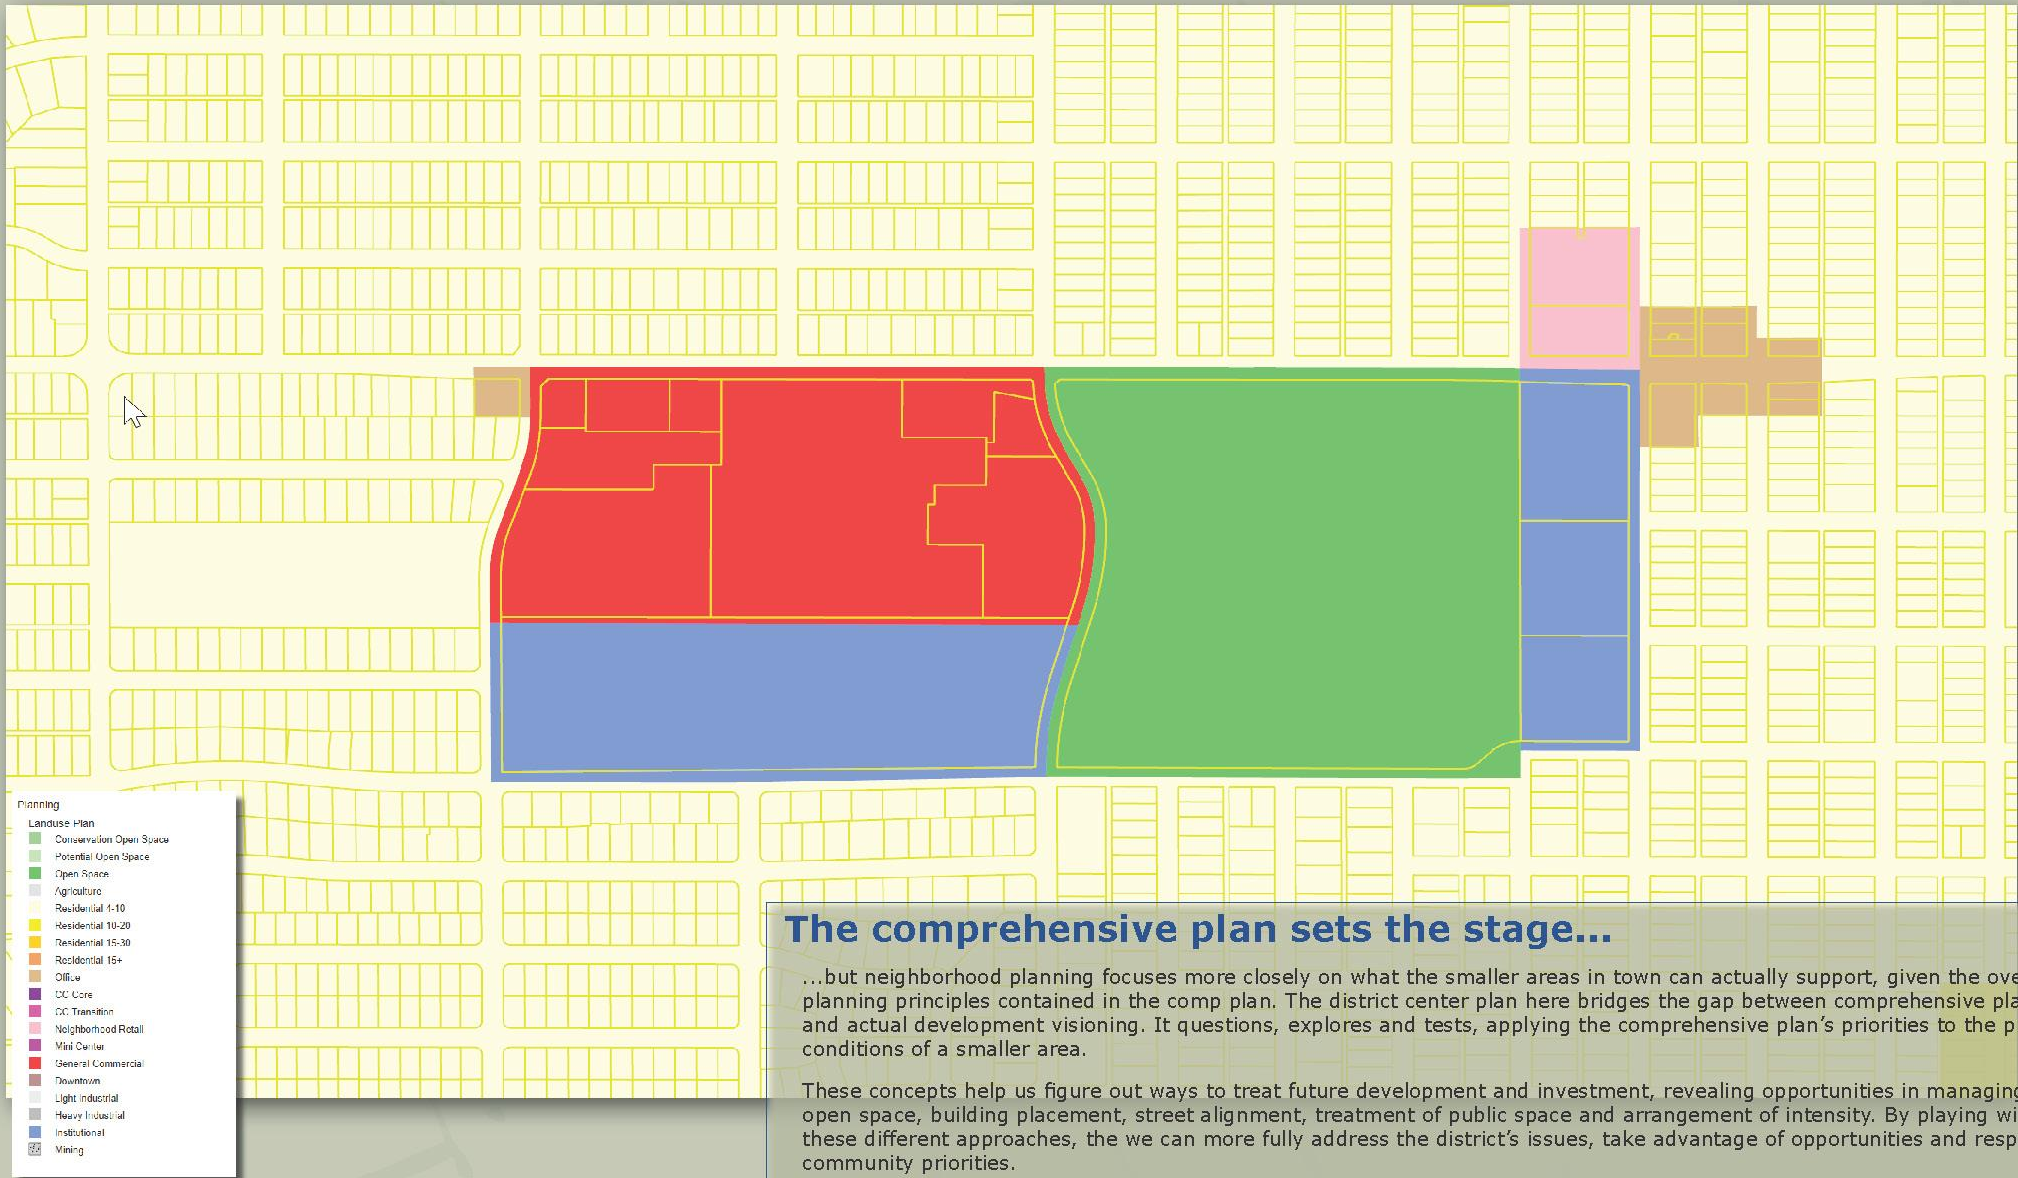 Planning
Landuse Plan
Conservation Open Space
Potential Open Space
Open Space
Agriculture
Residential 4-10
Residential 10-20
Residential 15-30
Residential 15+
Office
CC Core
CC Transition
Neighborhood Retail
Mini Center
General Commercial
Downtown
Light Industrial
Heavy Industrial
Institutional
Mining
The comprehensive plan sets the stage...
...but neighborhood planning focuses more closely on what the smaller areas in town can actually support, given the ove
planning principles contained in the comp plan. The district center plan here bridges the gap between comprehensive pla
and actual development visioning. It questions, explores and tests, applying the comprehensive plan’s priorities to the p
conditions of a smaller area.
These concepts help us figure out ways to treat future development and investment, revealing opportunities in managing
open space, building placement, street alignment, treatment of public space and arrangement of intensity. By playing wi
these different approaches, the we can more fully address the district’s issues, take advantage of opportunities and resp
community priorities.